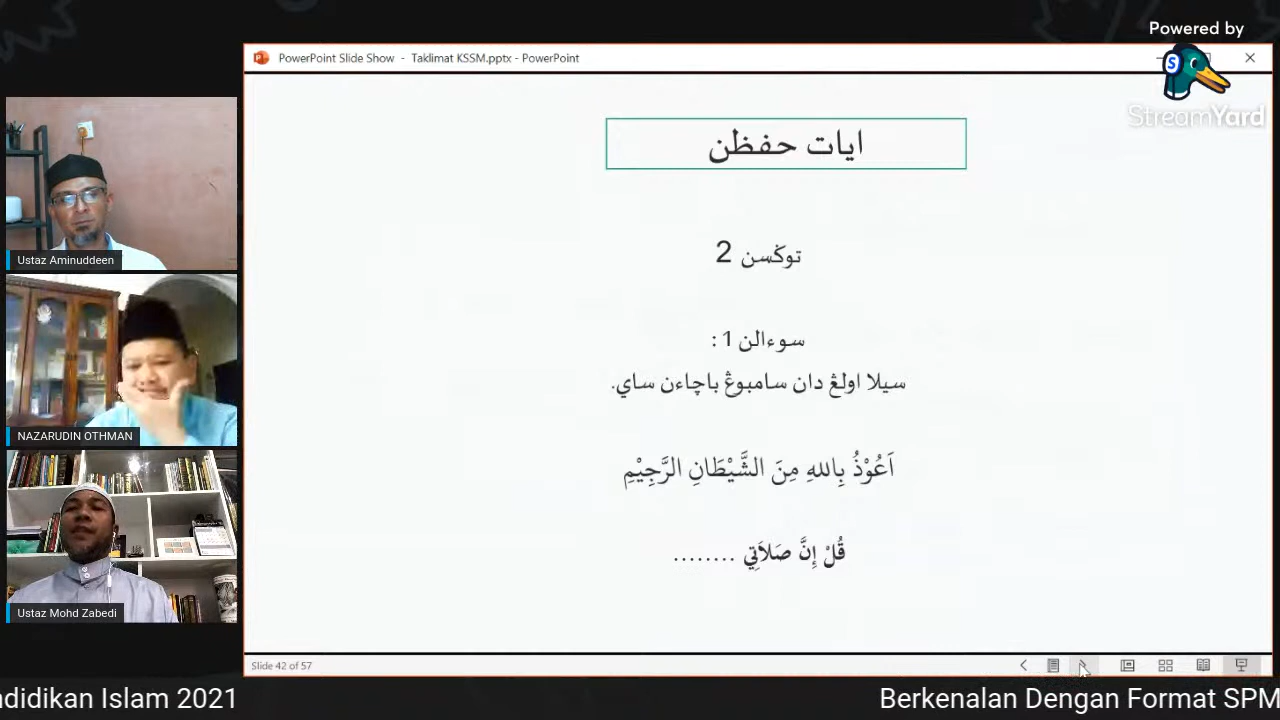 Powered by
StreamYard
PowerPoint Slide Show - Taklimat KSSM.pptx - PowerPoint
ايات حفظن
توݢسن 2
سوءالن 1 :
سيلا اولڠ دان سامبوڠ باچاءن ساي.
اَعُوْذُ بِاللهِ مِنَ الشَّيْطَانِ الرَّجِيْمِ
قُلْ إِنَّ صَلاَتِي ........
Ustaz Aminuddeen
NAZARUDIN OTHMAN
Ustaz Mohd Zabedi
Slide 42 of 57
ndidikan Islam 2021
Berkenalan Dengan Format SPM